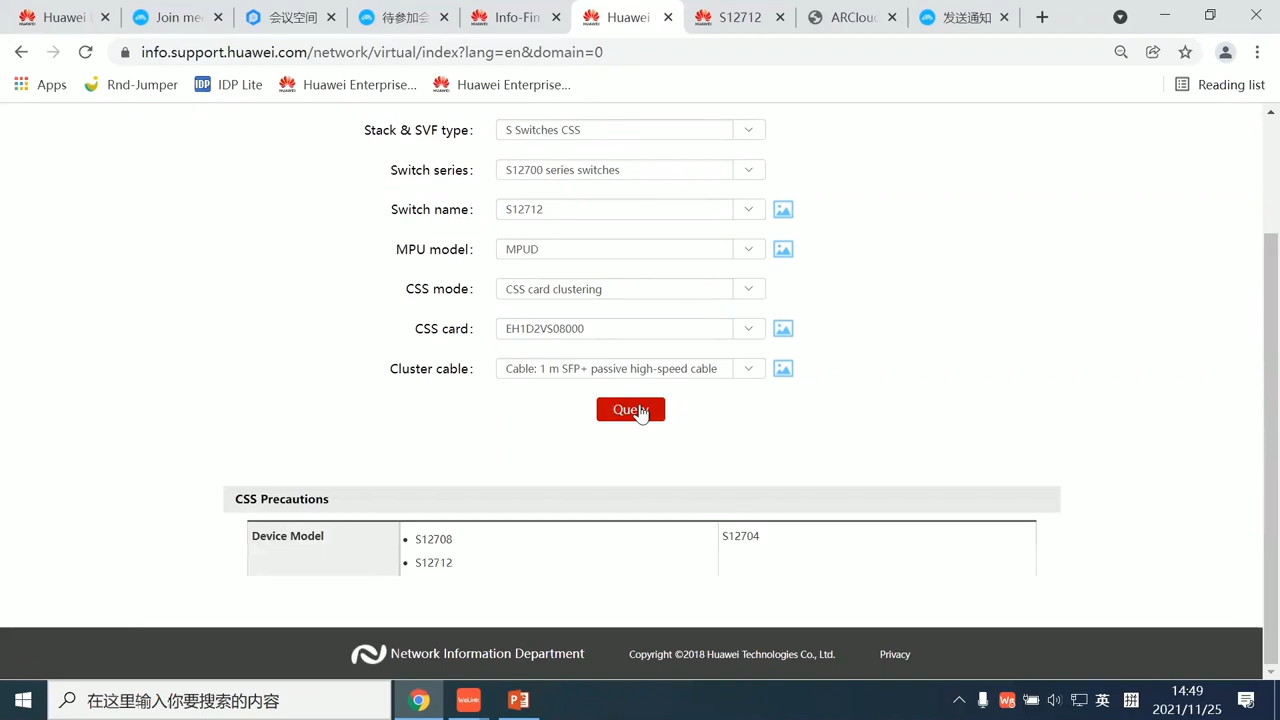 Huawei
Join me
会议空间
待参加会
Info-Fin
Huawei
S12712
ARCloud
发送通知
info.support.huawei.com/network/virtual/index?lang=en&domain=0
Apps
Rnd-Jumper
IDP
IDP Lite
Huawei Enterprise...
Huawei Enterprise...
Reading list
Stack & SVF type:
S Switches CSS
Switch series:
S12700 series switches
Switch name:
S12712
MPU model:
MPUD
CSS mode:
CSS card clustering
CSS card:
EH1D2VS08000
Cluster cable:
Cable: 1 m SFP+ passive high-speed cable
Query
CSS Precautions
Device Model
S12708
S12704
S12712
Network Information Department
Copyright ©2018 Huawei Technologies Co., Ltd.
Privacy
在这里输入你要搜索的内容
WeLink
英
拼
14:49
2021/11/25